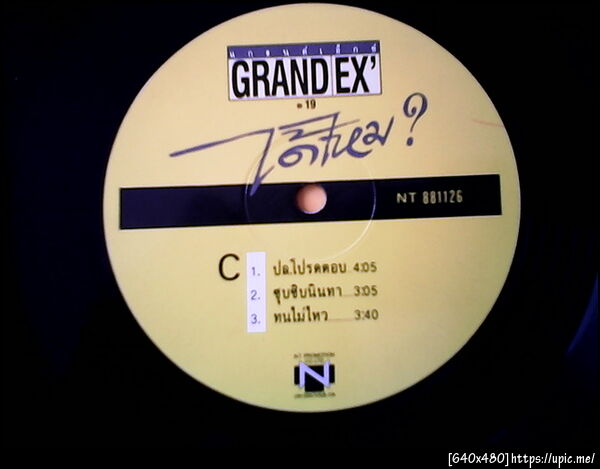 แกรนด์เอ็กซ์
GRAND EX'
19
ได้ไหม ?
NT 881126
C
1. ปล.โปรดตอบ 4:05
2. ซุบซิบนินทา 3:05
3. ทนไม่ไหว 3:40
NT PROMOTION
N
[640x480] https://upic.me/